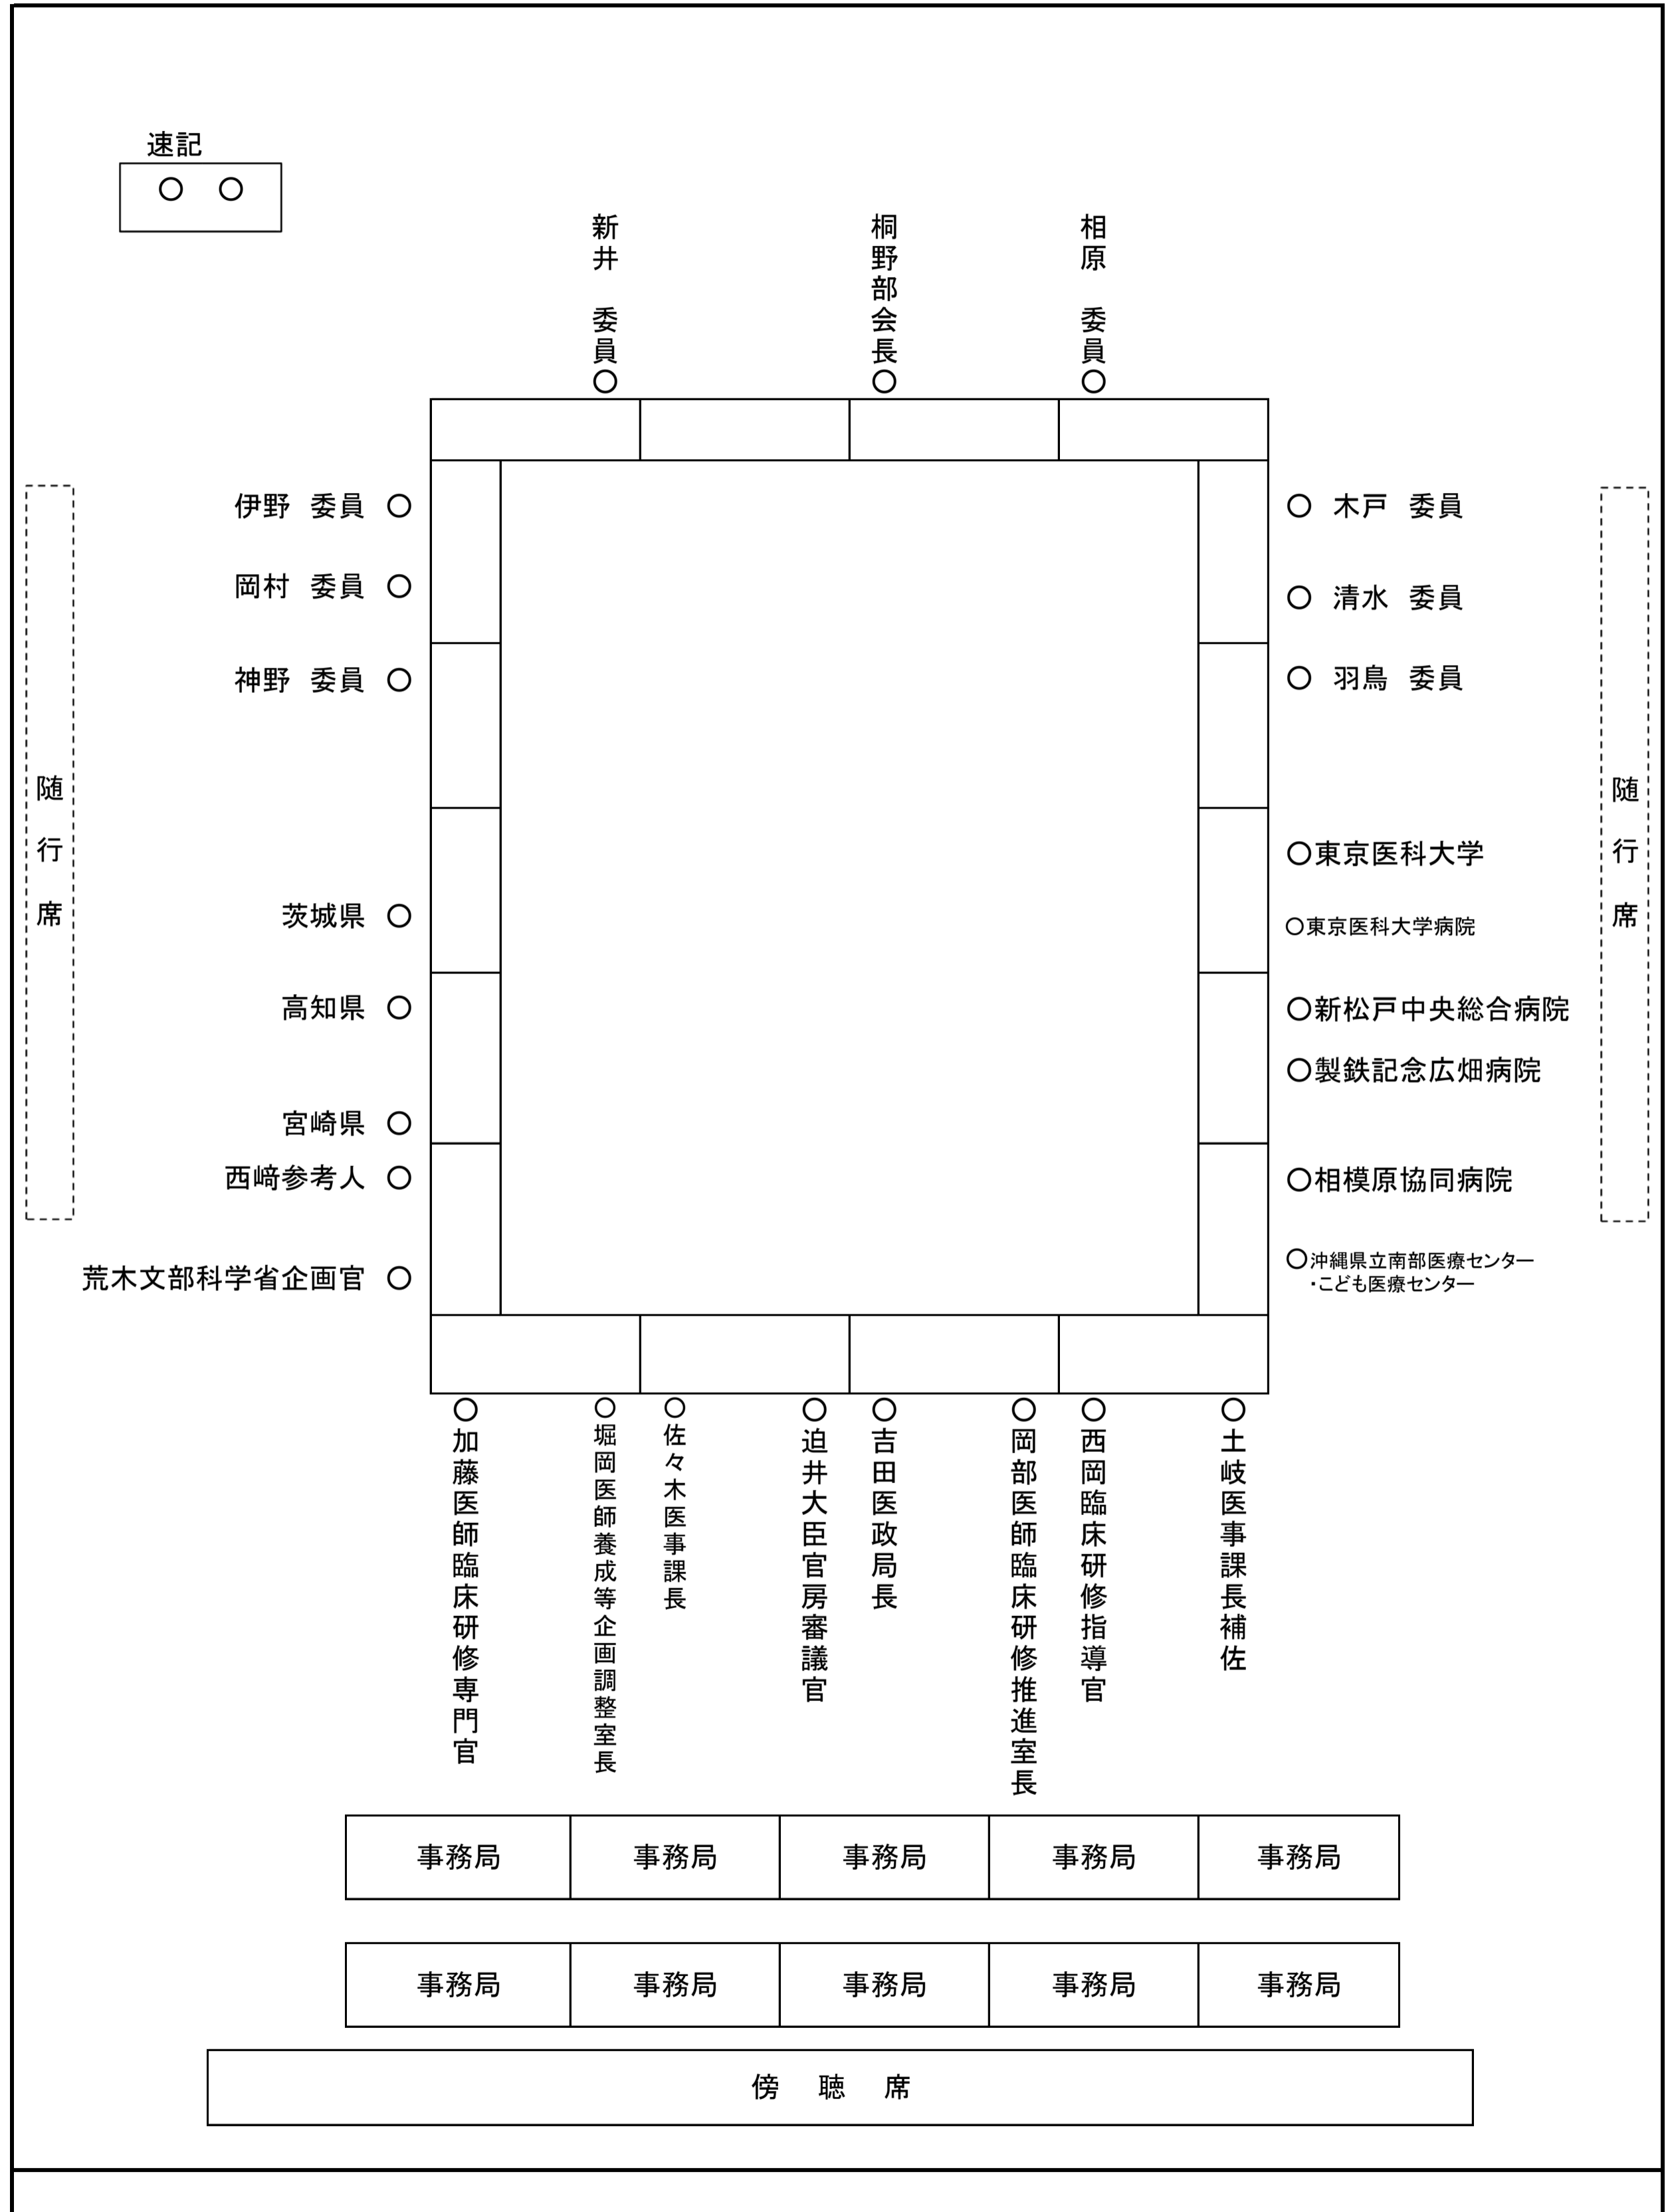 速記
○ ○
新井 委員○
桐野部会長○
相原 委員○
伊野 委員 ○
岡村 委員 ○
神野 委員 ○
茨城県 ○
高知県 ○
宮崎県 ○
西﨑参考人 ○
荒木文部科学省企画官 ○
○ 木戸 委員
○ 清水 委員
○ 羽鳥 委員
○東京医科大学
○東京医科大学病院
○新松戸中央総合病院
○製鉄記念広畑病院
○相模原協同病院
○沖縄県立南部医療センター
・こども医療センター
随行席
随行席
○加藤医師臨床研修専門官
○堀岡医師養成等企画調整室長
○佐々木医事課長
○迫井大臣官房審議官
○吉田医政局長
○岡部医師臨床研修推進室長
○西岡臨床研修指導官
○土岐医事課長補佐
事務局 事務局 事務局 事務局 事務局
事務局 事務局 事務局 事務局 事務局
傍 聴 席